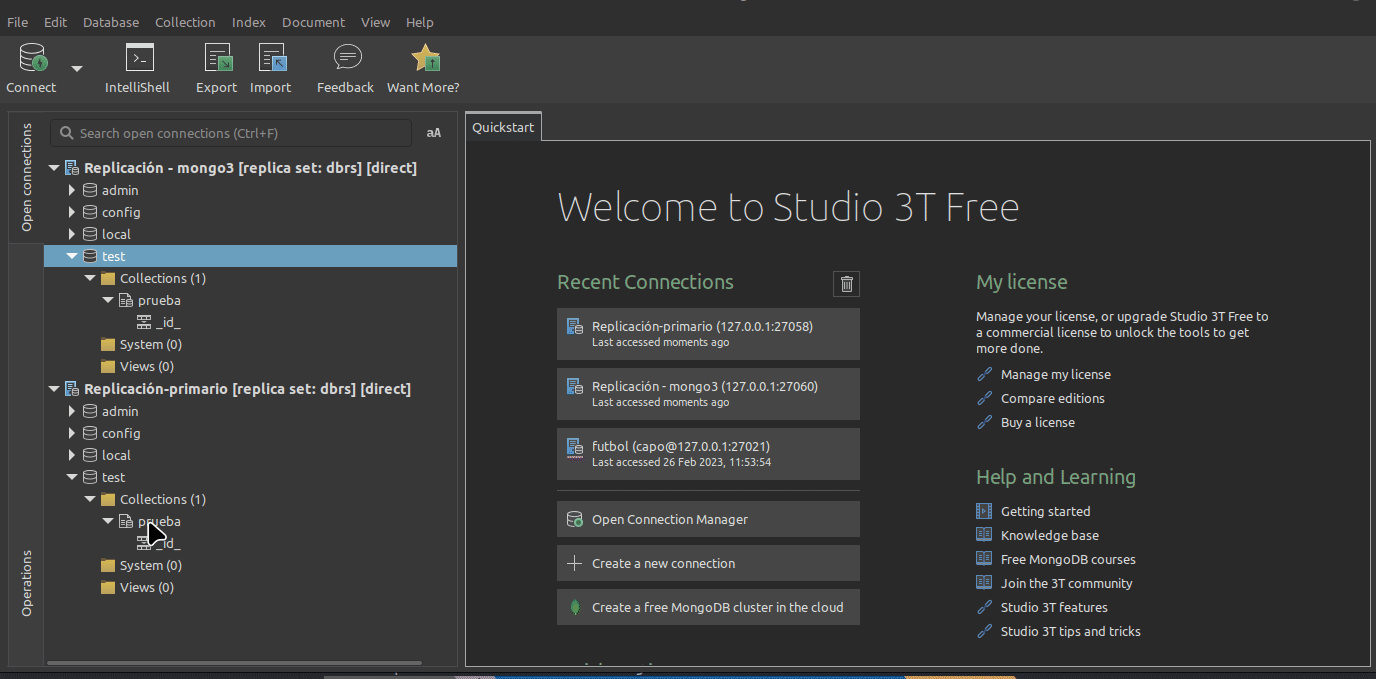 File Edit Database Collection Index Document View Help
Connect IntelliShell Export Import Feedback Want More?
Open connections
Operations
Search open connections (Ctrl+F) aA
Replicación - mongo3 [replica set: dbrs] [direct]
admin
config
local
test
Collections (1)
prueba
_id_
System (0)
Views (0)
Replicación-primario [replica set: dbrs] [direct]
admin
config
local
test
Collections (1)
prueba
_id_
System (0)
Views (0)
Quickstart
Welcome to Studio 3T Free
Recent Connections
Replicación-primario (127.0.0.1:27058)
Last accessed moments ago
Replicación - mongo3 (127.0.0.1:27060)
Last accessed moments ago
futbol (capo@127.0.0.1:27021)
Last accessed 26 Feb 2023, 11:53:54
Open Connection Manager
Create a new connection
Create a free MongoDB cluster in the cloud
My license
Manage your license, or upgrade Studio 3T Free to
a commercial license to unlock the tools to get
more done.
Manage my license
Compare editions
Buy a license
Help and Learning
Getting started
Knowledge base
Free MongoDB courses
Join the 3T community
Studio 3T features
Studio 3T tips and tricks